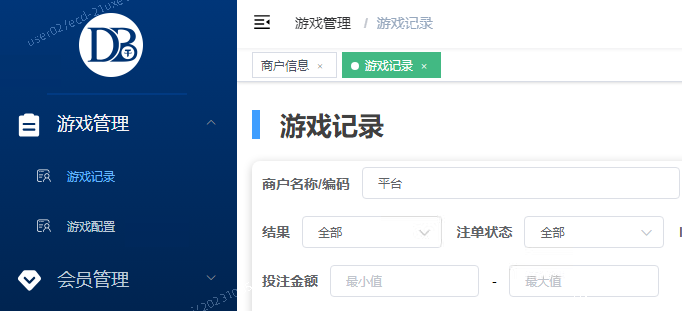 user02/ecd-21uxe
DB
游戏管理 / 游戏记录
商户信息 ×
游戏记录 ×
游戏管理
游戏记录
游戏配置
会员管理
游戏记录
商户名称/编码 平台
结果 全部 注单状态 全部
投注金额 最小值 - 最大值